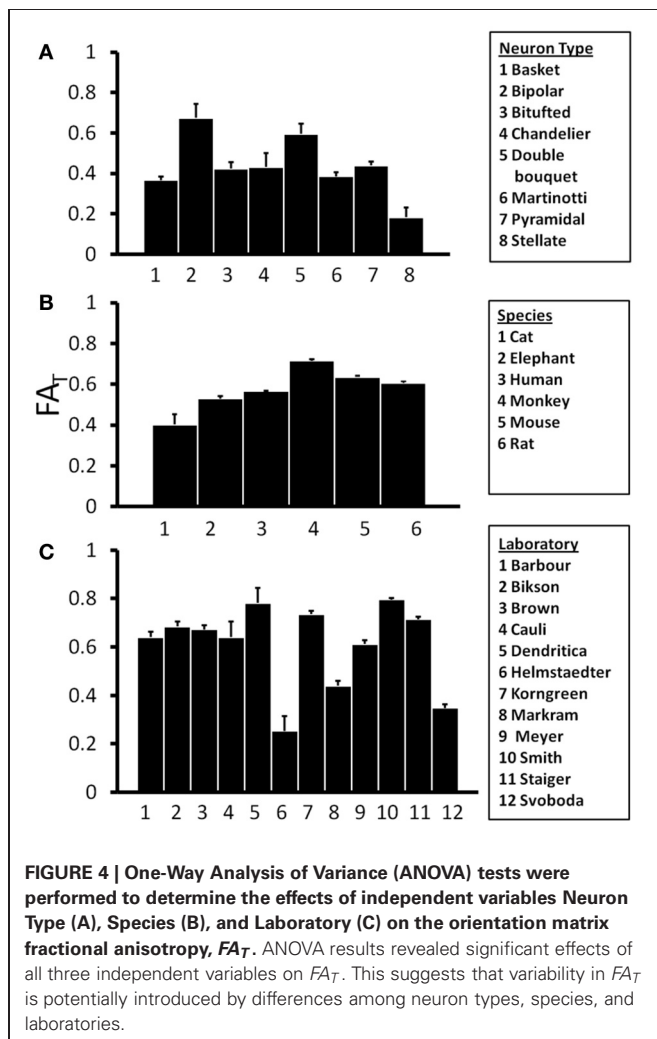 A
1
0.8
0.6
0.4
0.2
0
1 2 3 4 5 6 7 8
Neuron Type
1 Basket
2 Bipolar
3 Bitufted
4 Chandelier
5 Double
bouquet
6 Martinotti
7 Pyramidal
8 Stellate
B
1
0.8
0.6
0.4
0.2
0
FA_T
1 2 3 4 5 6
Species
1 Cat
2 Elephant
3 Human
4 Monkey
5 Mouse
6 Rat
C
1
0.8
0.6
0.4
0.2
0
1 2 3 4 5 6 7 8 9 10 11 12
Laboratory
1 Barbour
2 Bikson
3 Brown
4 Cauli
5 Dendritica
6 Helmstaedter
7 Korngreen
8 Markram
9 Meyer
10 Smith
11 Staiger
12 Svoboda
FIGURE 4 | One-Way Analysis of Variance (ANOVA) tests were
performed to determine the effects of independent variables Neuron
Type (A), Species (B), and Laboratory (C) on the orientation matrix
fractional anisotropy, FA_T. ANOVA results revealed significant effects of
all three independent variables on FA_T. This suggests that variability in FA_T
is potentially introduced by differences among neuron types, species, and
laboratories.